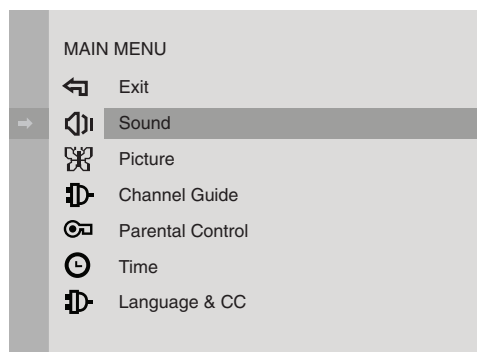 MAIN MENU
Exit
Sound
Picture
Channel Guide
Parental Control
Time
Language & CC